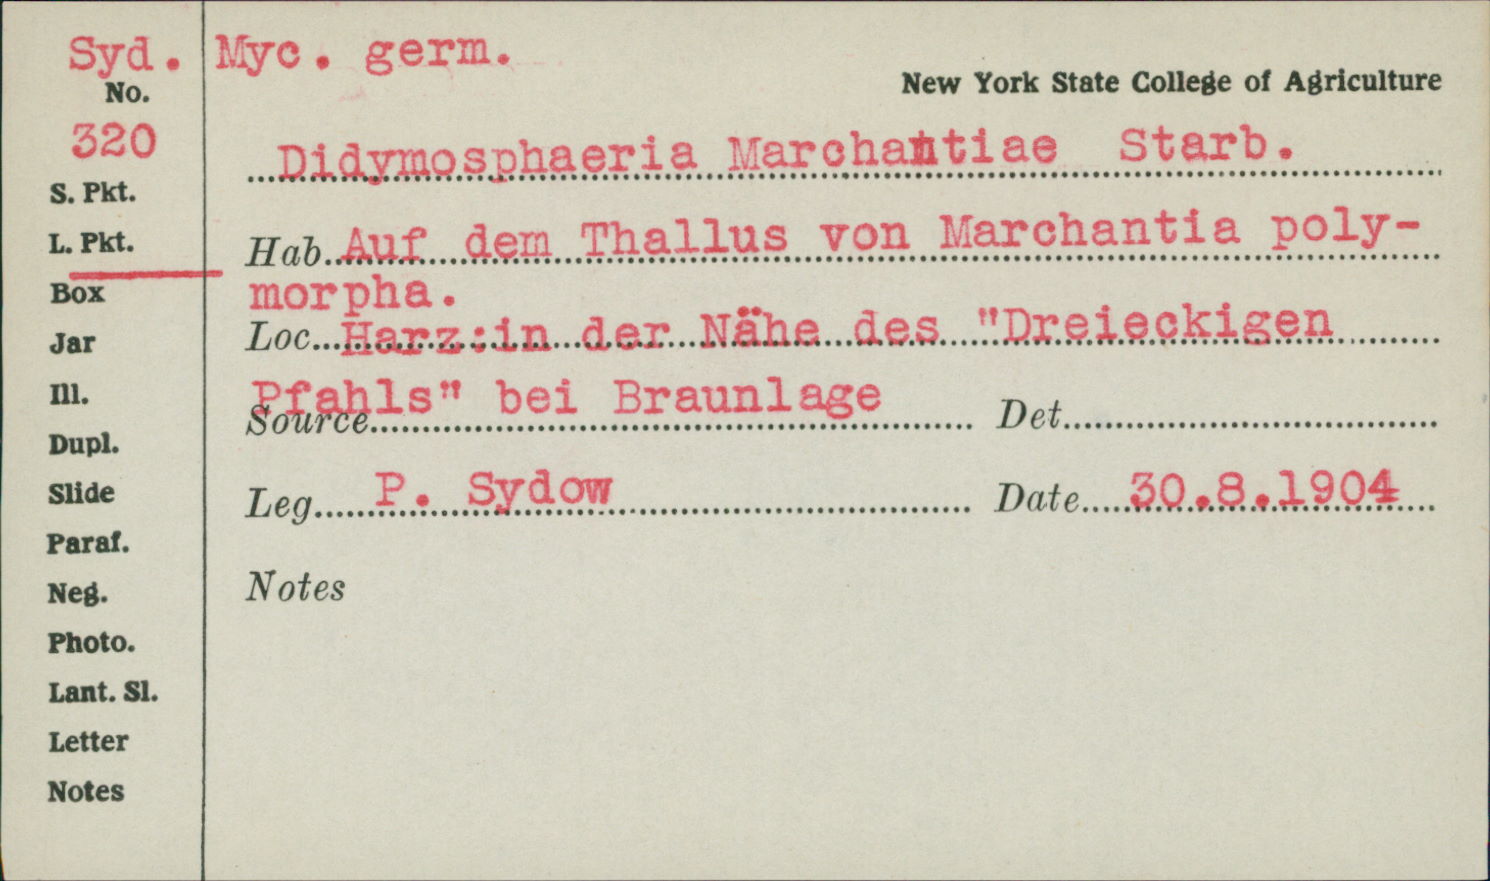 Syd. Myc. germ.
No.
New York State College of Agriculture
320
Didymosphaeria Marchantiae Starb.
S. Pkt.
L. Pkt.
Hab. Auf dem Thallus von Marchantia poly-
Box
morpha.
Jar
Loc. Harz:in der Nähe des "Dreieckigen
Ill.
Pfahls" bei Braunlage
Source Det.
Dupl.
Slide
Leg. P. Sydow Date 30.8.1904
Paraf.
Neg.
Notes
Photo.
Lant. Sl.
Letter
Notes